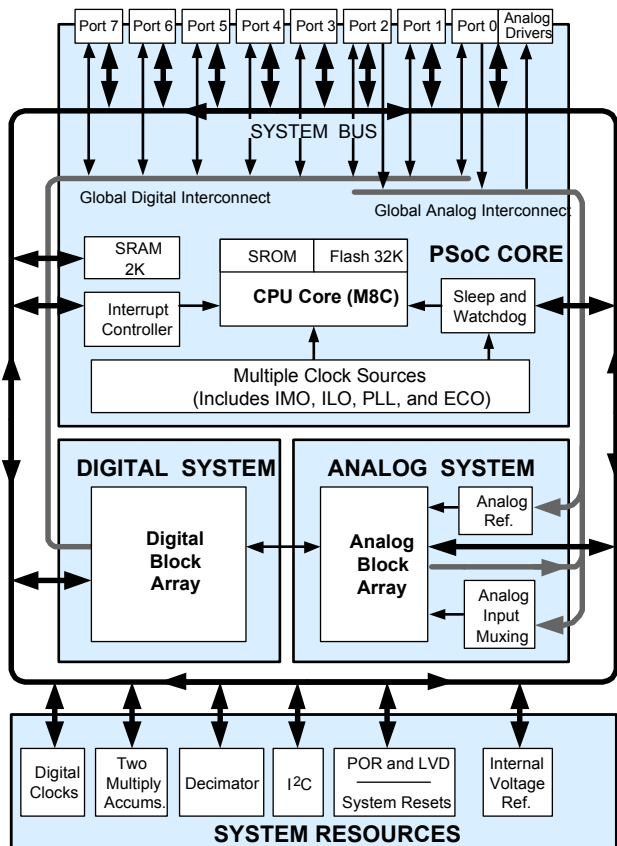 Port 7 Port 6 Port 5 Port 4 Port 3 Port 2 Port 1 Port 0 Analog
Drivers
SYSTEM BUS
Global Digital Interconnect
Global Analog Interconnect
PSoC CORE
SRAM
2K
SROM Flash 32K
CPU Core (M8C)
Interrupt
Controller
Sleep and
Watchdog
Multiple Clock Sources
(Includes IMO, ILO, PLL, and ECO)
DIGITAL SYSTEM
Digital
Block
Array
ANALOG SYSTEM
Analog
Block
Array
Analog
Ref.
Analog
Input
Muxing
Digital
Clocks
Two
Multiply
Accums.
Decimator
I²C
POR and LVD
System Resets
Internal
Voltage
Ref.
SYSTEM RESOURCES